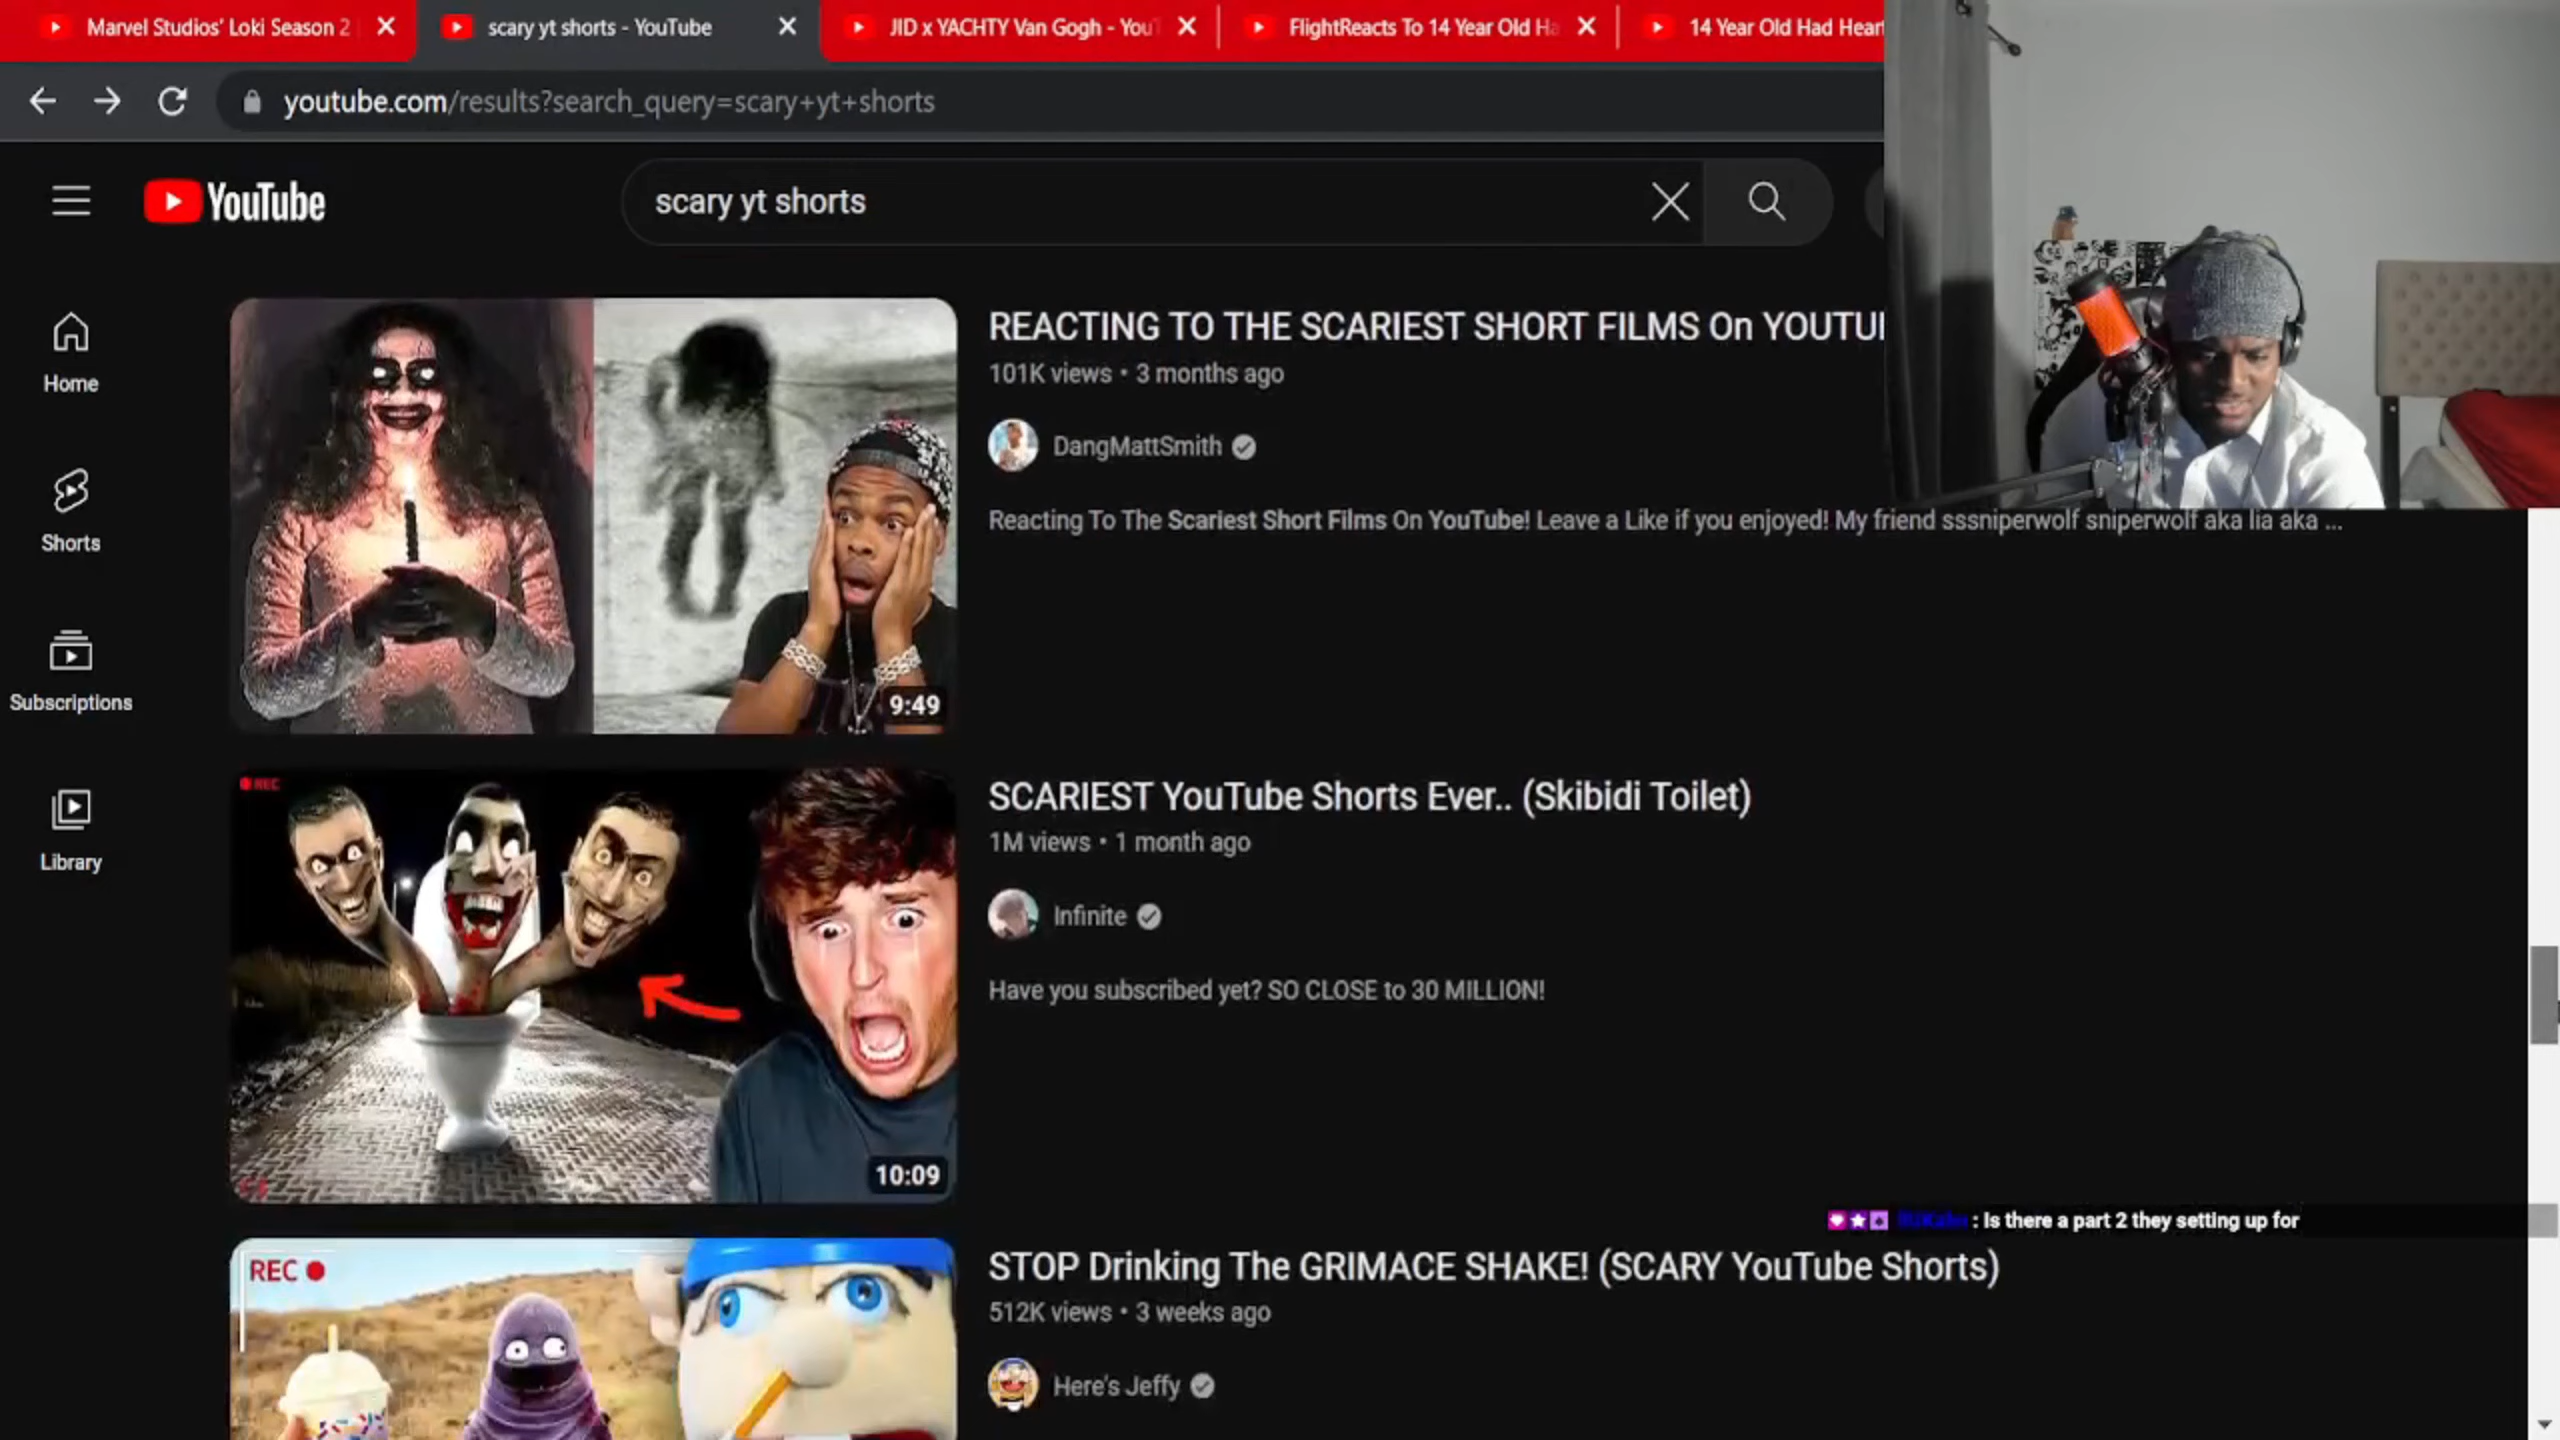 Marvel Studios' Loki Season 2
scary yt shorts - YouTube
JID x YACHTY Van Gogh - YouT
FlightReacts To 14 Year Old Ha
14 Year Old Had Hear
youtube.com/results?search_query=scary+yt+shorts
YouTube
scary yt shorts
Home
Shorts
Subscriptions
Library
9:49
REACTING TO THE SCARIEST SHORT FILMS On YOUTU
101K views • 3 months ago
DangMattSmith
Reacting To The Scariest Short Films On YouTube! Leave a Like if you enjoyed! My friend sssniperwolf sniperwolf aka lia aka ...
REC
10:09
SCARIEST YouTube Shorts Ever.. (Skibidi Toilet)
1M views • 1 month ago
Infinite
Have you subscribed yet? SO CLOSE to 30 MILLION!
: Is there a part 2 they setting up for
REC
STOP Drinking The GRIMACE SHAKE! (SCARY YouTube Shorts)
512K views • 3 weeks ago
Here's Jeffy